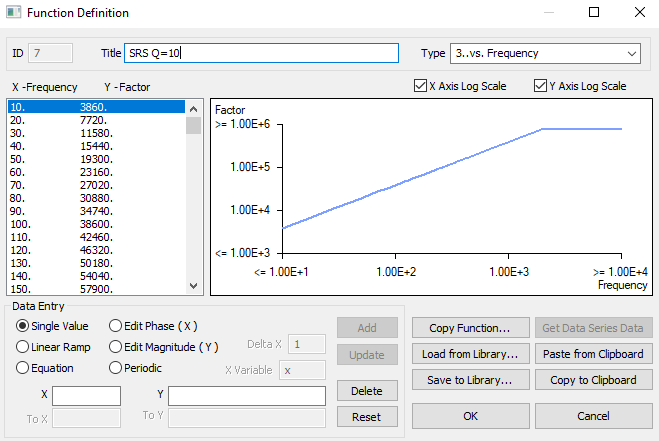 Function Definition
ID 7 Title SRS Q=10 Type 3..vs. Frequency
X -Frequency Y -Factor X Axis Log Scale Y Axis Log Scale
10. 3860.
20. 7720.
30. 11580.
40. 15440.
50. 19300.
60. 23160.
70. 27020.
80. 30880.
90. 34740.
100. 38600.
110. 42460.
120. 46320.
130. 50180.
140. 54040.
150. 57900.
Factor
>= 1.00E+6
1.00E+5
1.00E+4
<= 1.00E+3
<= 1.00E+1 1.00E+2 1.00E+3 >= 1.00E+4
Frequency
Data Entry
Single Value Edit Phase ( X ) Add
Linear Ramp Edit Magnitude ( Y ) Delta X 1 Update
Equation Periodic X Variable x
X Y Delete
To X To Y Reset
Copy Function... Get Data Series Data
Load from Library... Paste from Clipboard
Save to Library... Copy to Clipboard
OK Cancel